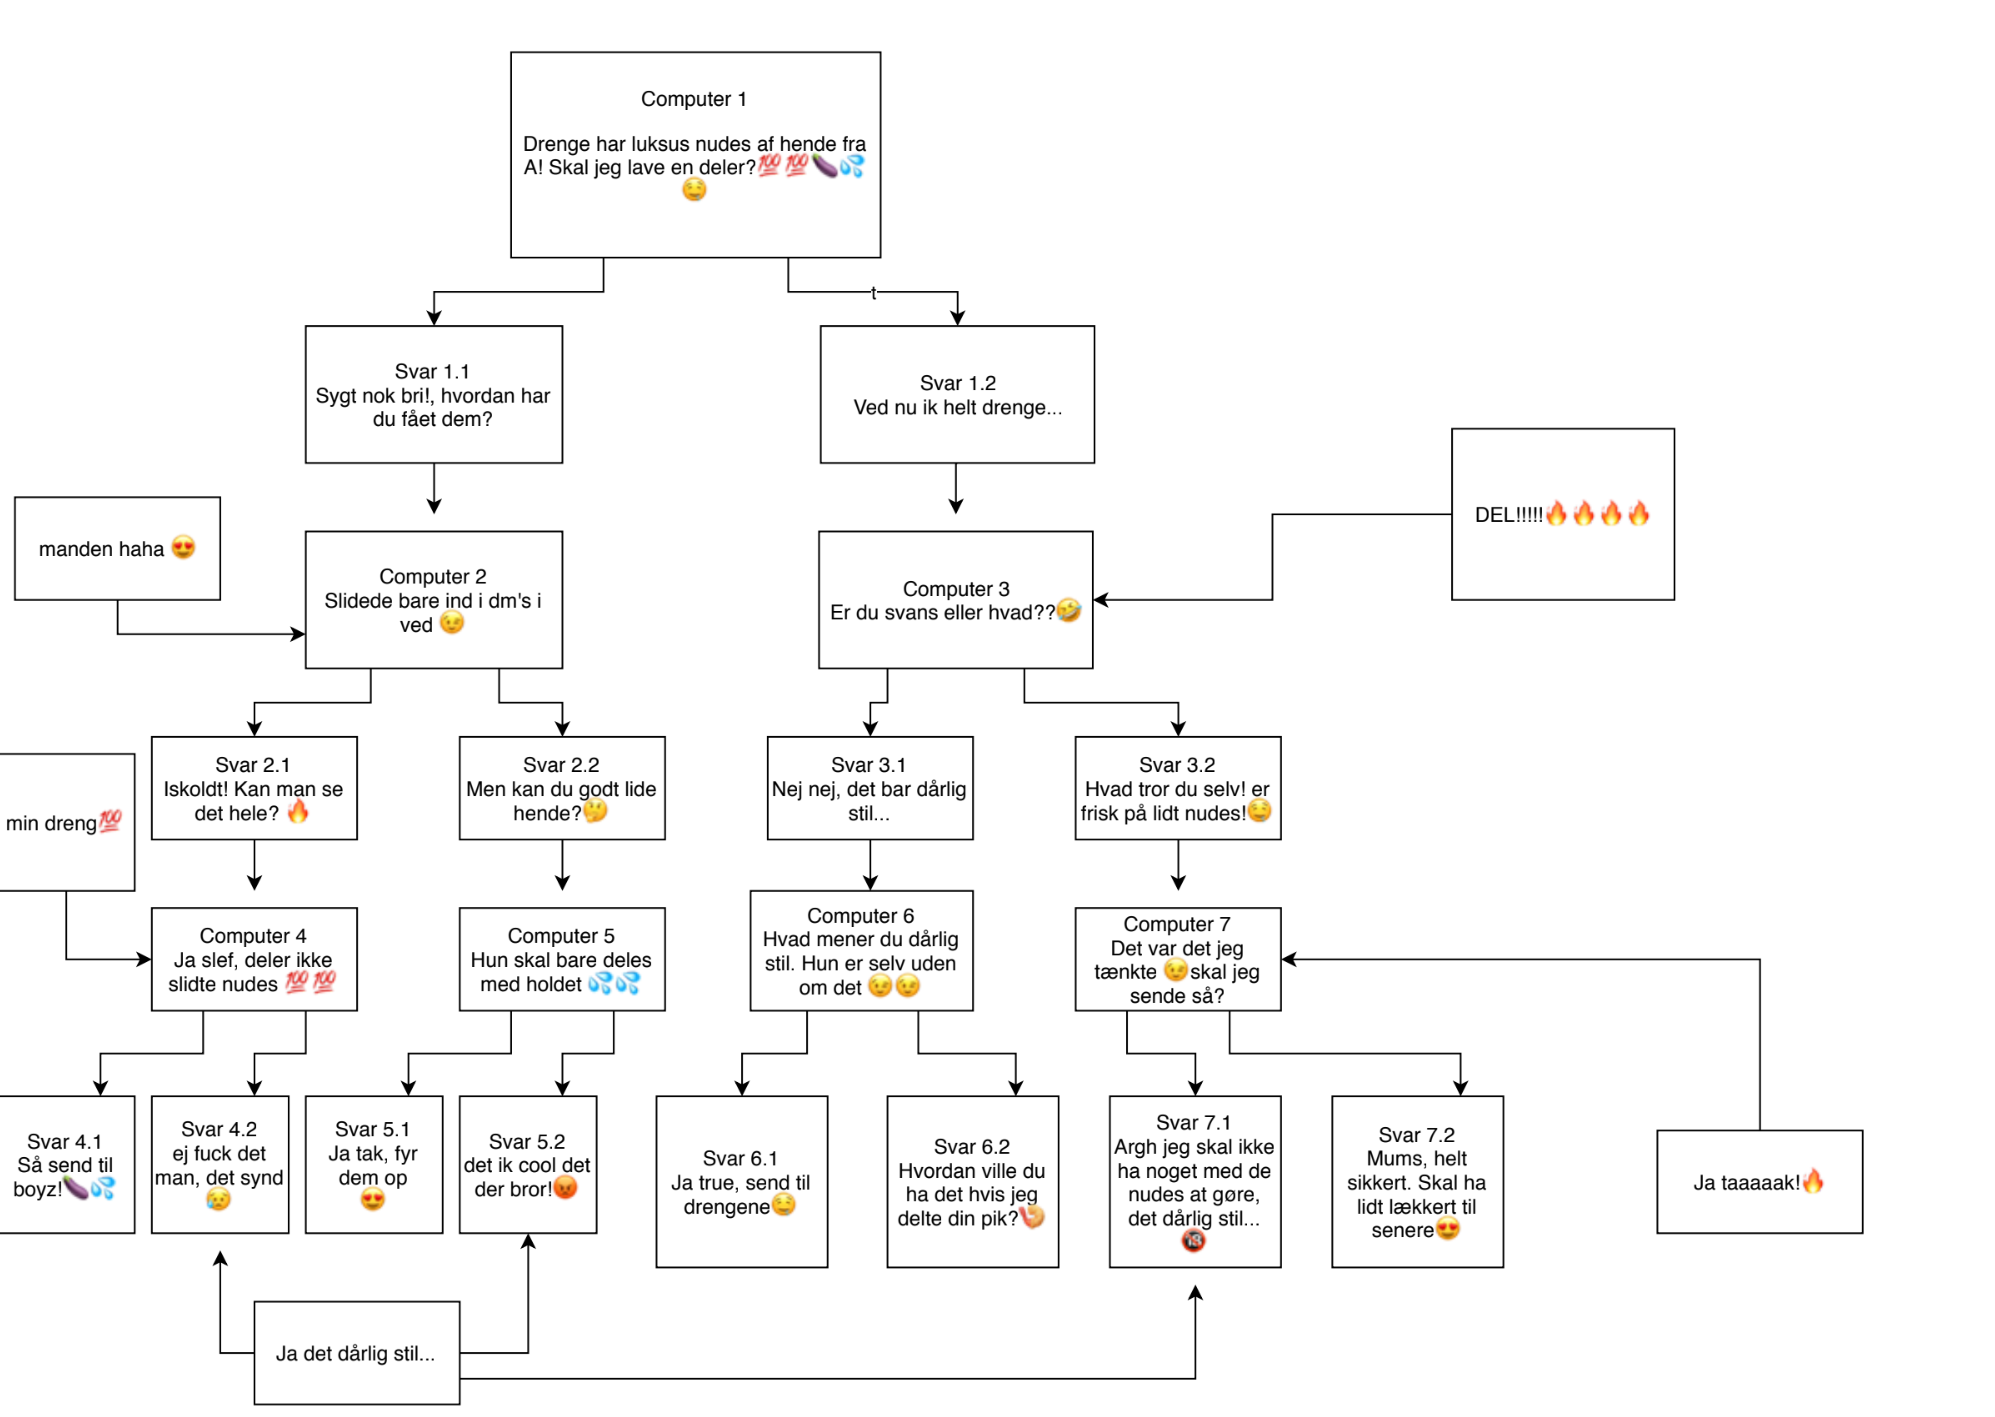 Computer 1
Drenge har luksus nudes af hende fra
A! Skal jeg lave en deler?💯💯🍆💦
🤤
t
Svar 1.1
Sygt nok bri!, hvordan har
du fået dem?
Svar 1.2
Ved nu ik helt drenge...
DEL!!!!!🔥🔥🔥🔥
manden haha 😍
Computer 2
Slidede bare ind i dm's i
ved 😉
Computer 3
Er du svans eller hvad??🤣
Svar 2.1
Iskoldt! Kan man se
det hele? 🔥
Svar 2.2
Men kan du godt lide
hende?🤔
Svar 3.1
Nej nej, det bar dårlig
stil...
Svar 3.2
Hvad tror du selv! er
frisk på lidt nudes!🤤
min dreng💯
Computer 4
Ja slef, deler ikke
slidte nudes 💯💯
Computer 5
Hun skal bare deles
med holdet 💦💦
Computer 6
Hvad mener du dårlig
stil. Hun er selv uden
om det 😉😉
Computer 7
Det var det jeg
tænkte 😉skal jeg
sende så?
Svar 4.1
Så send til
boyz!🍆💦
Svar 4.2
ej fuck det
man, det synd
😥
Svar 5.1
Ja tak, fyr
dem op
😍
Svar 5.2
det ik cool det
der bror!😡
Svar 6.1
Ja true, send til
drengene🤤
Svar 6.2
Hvordan ville du
ha det hvis jeg
delte din pik?🍤
Svar 7.1
Argh jeg skal ikke
ha noget med de
nudes at gøre,
det dårlig stil...
🔞
Svar 7.2
Mums, helt
sikkert. Skal ha
lidt lækkert til
senere😍
Ja taaaaak!🔥
Ja det dårlig stil...